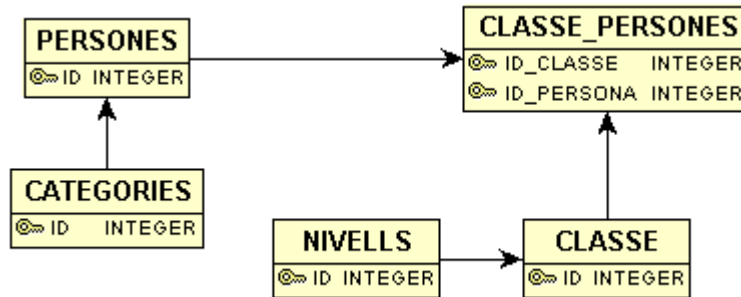 PERSONES
ID INTEGER
CLASSE_PERSONES
ID_CLASSE INTEGER
ID_PERSONA INTEGER
CATEGORIES
ID INTEGER
NIVELLS
ID INTEGER
CLASSE
ID INTEGER